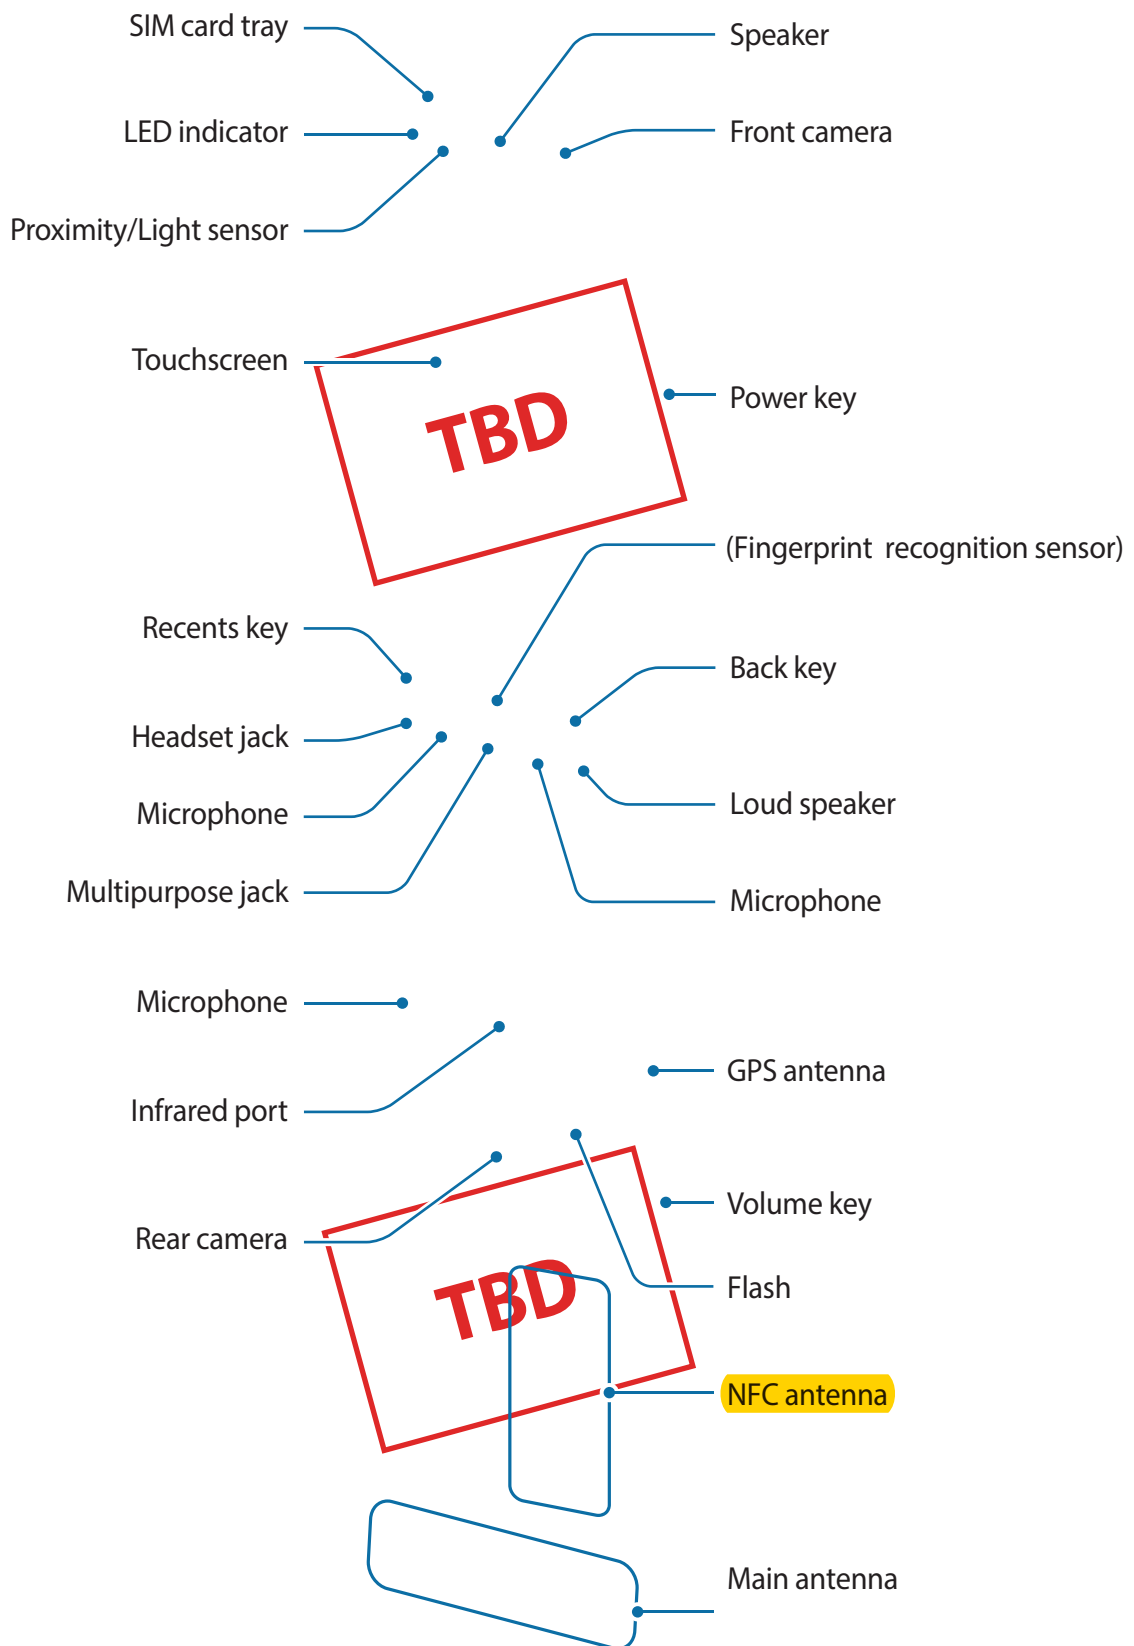 SIM card tray
Speaker
LED indicator
Front camera
Proximity/Light sensor
Touchscreen
Power key
TBD
(Fingerprint recognition sensor)
Recents key
Back key
Headset jack
Microphone
Loud speaker
Multipurpose jack
Microphone
Microphone
GPS antenna
Infrared port
Volume key
Rear camera
Flash
TBD
NFC antenna
Main antenna